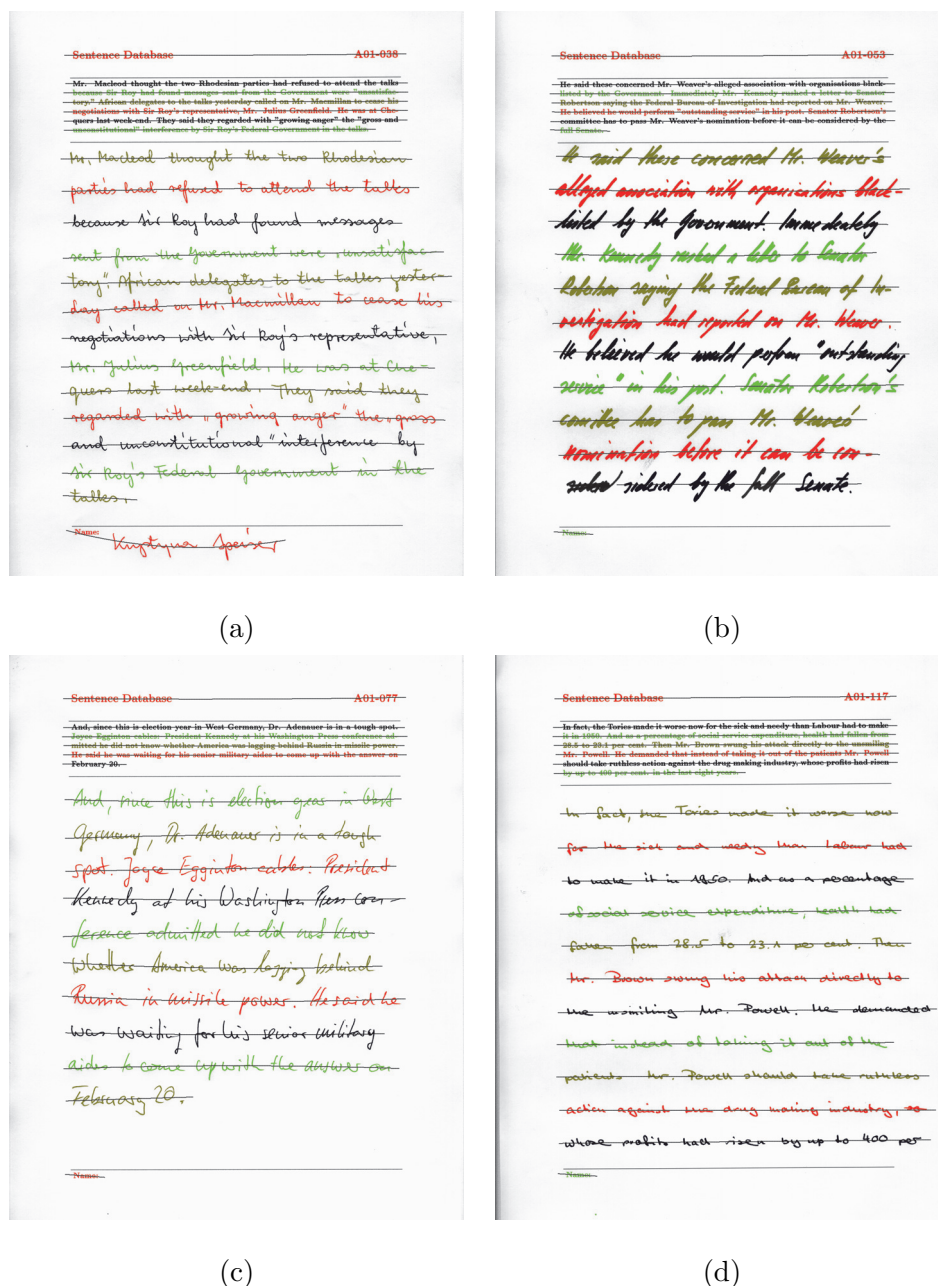 Sentence Database A01-038
Mr. Macleod thought the two Rhodesian parties had refused to attend the talks
because Sir Roy had found messages sent from the Government were "unsatisfac-
tory." African delegates to the talks yesterday called on Mr. Macmillan to cease his
negotiations with Sir Roy's representative, Mr. Julius Greenfield. He was at Che-
quers last week-end. They said they regarded with "growing anger" the "gross and
unconstitutional" interference by Sir Roy's Federal Government in the talks.
Mr. Macleod thought the two Rhodesian
parties had refused to attend the talks
because Sir Roy had found messages
sent from the Government were „unsatisfac-
tory". African delegates to the talks yester-
day called on Mr. Macmillan to cease his
negotiations with Sir Roy's representative,
Mr. Julius Greenfield. He was at Che-
quers last week-end. They said they
regarded with „growing anger" the „gross
and unconstitutional" interference by
Sir Roy's Federal Government in the
talks.
Name:
Krystyna Speiser
(a)
Sentence Database A01-053
He said these concerned Mr. Weaver's alleged association with organisations black-
listed by the Government. Immediately Mr. Kennedy rushed a letter to Senator
Robertson saying the Federal Bureau of Investigation had reported on Mr. Weaver.
He believed he would perform "outstanding service" in his post. Senator Robertson's
committee has to pass Mr. Weaver's nomination before it can be considered by the
full Senate.
He said these concerned Mr. Weaver's
alleged association with organisations black-
listed by the Government. Immediately
Mr. Kennedy rushed a letter to Senator
Robertson saying the Federal Bureau of In-
vestigation had reported on Mr. Weaver.
He believed he would perform "outstanding
service" in his post. Senator Robertson's
comittee has to pass Mr. Weaver's
nomination before it can be con-
sidered by the full Senate.
Name:
(b)
Sentence Database A01-077
And, since this is election year in West Germany, Dr. Adenauer is in a tough spot.
Joyce Egginton cables: President Kennedy at his Washington Press conference ad-
mitted he did not know whether America was lagging behind Russia in missile power.
He said he was waiting for his senior military aides to come up with the answer on
February 20.
And, since this is election year in West
Germany, Dr. Adenauer is in a tough
spot. Joyce Egginton cables: President
Kennedy at his Washington Press con-
ference admitted he did not know
whether America was lagging behind
Russia in missile power. He said he
was waiting for his senior military
aides to come up with the answer on
February 20.
Name:
(c)
Sentence Database A01-117
In fact, the Tories made it worse now for the sick and needy than Labour had to make
it in 1950. And as a percentage of social service expenditure, health had fallen from
28.5 to 23.1 per cent. Then Mr. Brown swung his attack directly to the unsmiling
Mr. Powell. He demanded that instead of taking it out of the patients Mr. Powell
should take ruthless action against the drug making industry, whose profits had risen
by up to 400 per cent. in the last eight years.
In fact, the Tories made it worse now
for the sick and needy than Labour had
to make it in 1950. And as a percentage
of social service expenditure, health had
fallen from 28.5 to 23.1 per cent. Then
Mr. Brown swung his attack directly to
the unsmiling Mr. Powell. He demanded
that instead of taking it out of the
patients Mr. Powell should take ruthless
action against the drug making industry,
whose profits had risen by up to 400 per
Name:
(d)